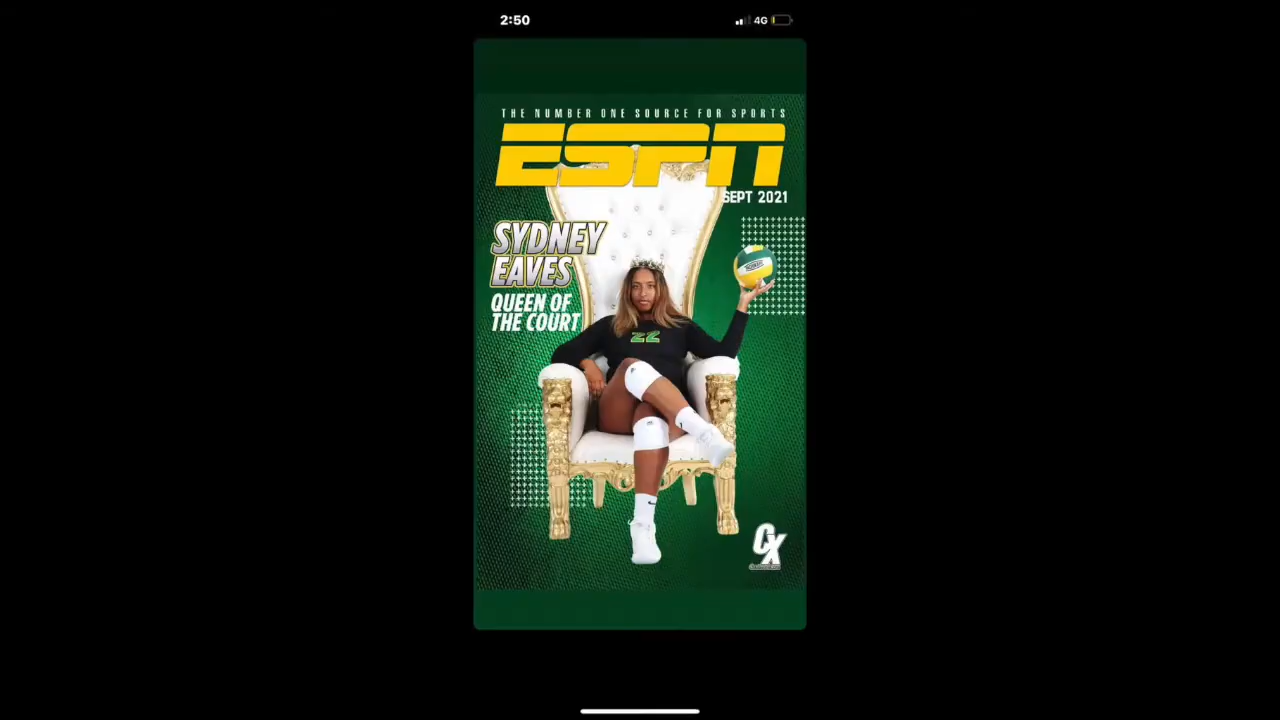 2:50
4G
THE NUMBER ONE SOURCE FOR SPORTS
ESPN
SEPT 2021
SYDNEY
EAVES
QUEEN OF
THE COURT
22
CX